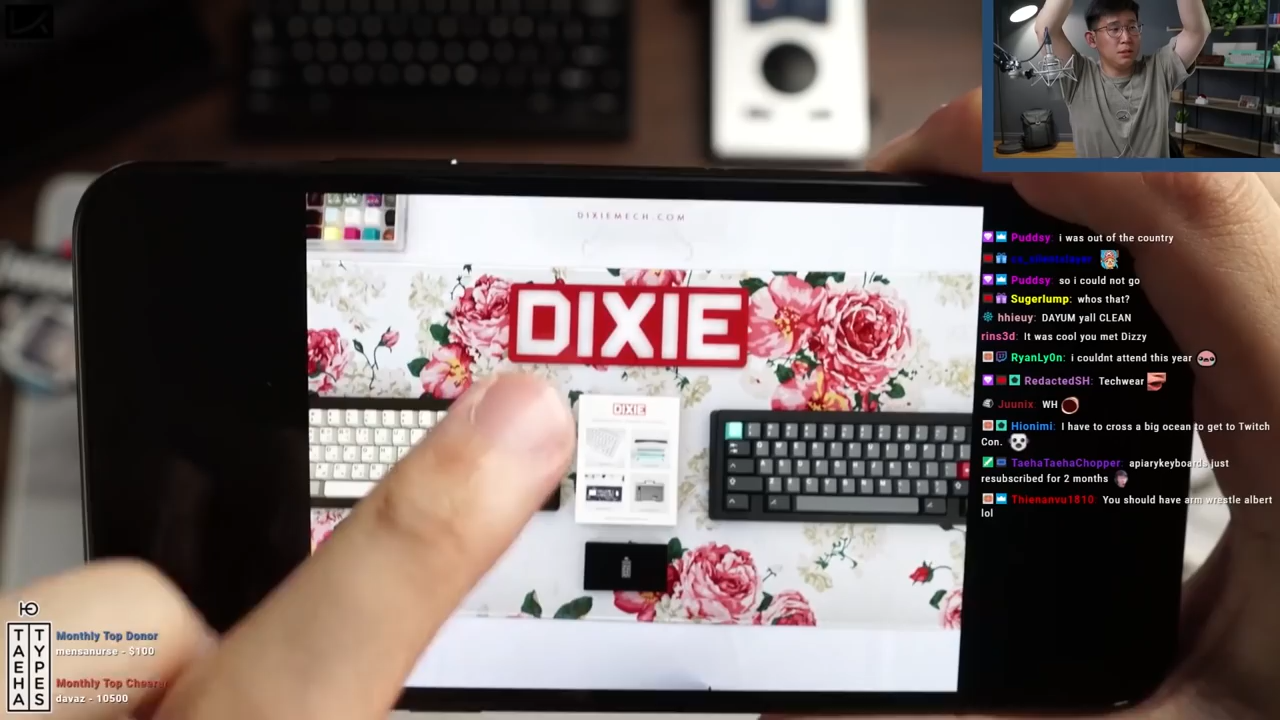 DIXIEMECH.COM
DIXIE
DIXIE
Puddsy: i was out of the country
Puddsy: so i could not go
Sugerlump: whos that?
hhieuy: DAYUM yall CLEAN
rins3d: It was cool you met Dizzy
RyanLy0n: i couldnt attend this year
RedactedSH: Techwear
Juunix: WH
Hionimi: I have to cross a big ocean to get to Twitch
Con.
TaehaTaehaChopper: apiarykeyboards just
resubscribed for 2 months
Thienanvu1810: You should have arm wrestle albert
lol
TAEHA
TYPES
Monthly Top Donor
mensanurse - $100
Monthly Top Cheere
davaz - 10500